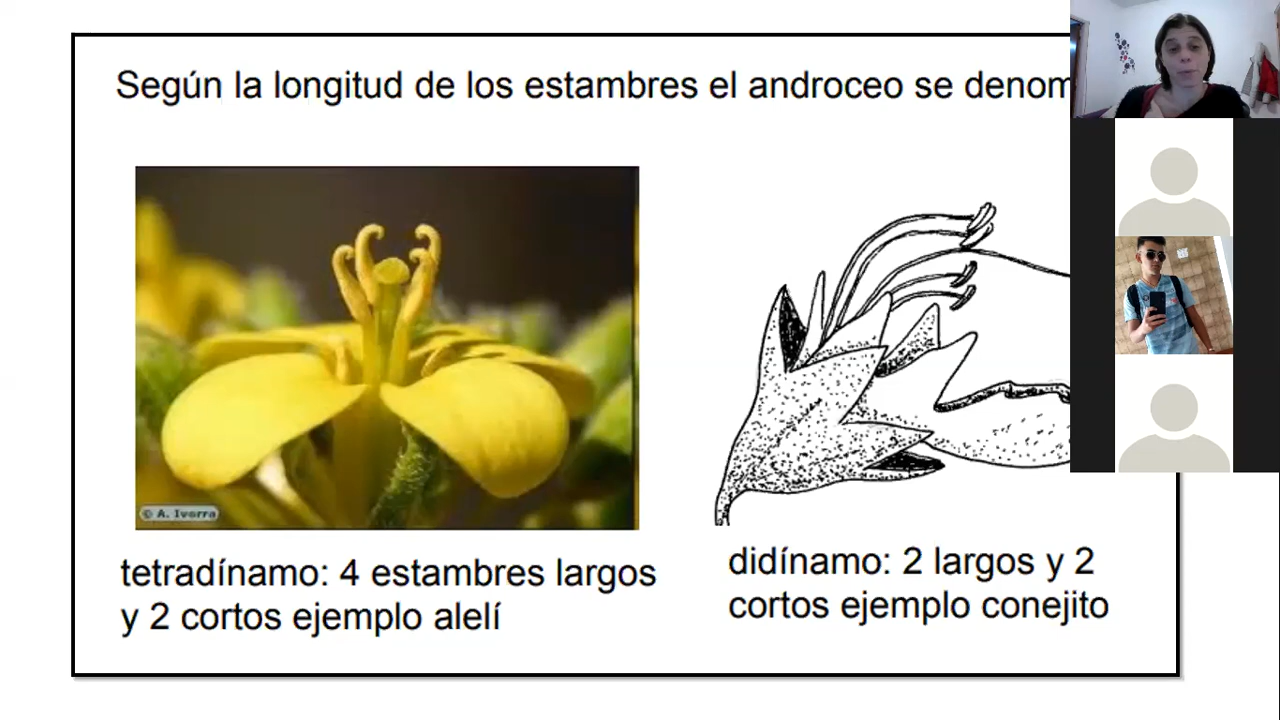 Según la longitud de los estambres el androceo se denom
© A. Ivorra
tetradínamo: 4 estambres largos
y 2 cortos ejemplo alelí
didínamo: 2 largos y 2
cortos ejemplo conejito